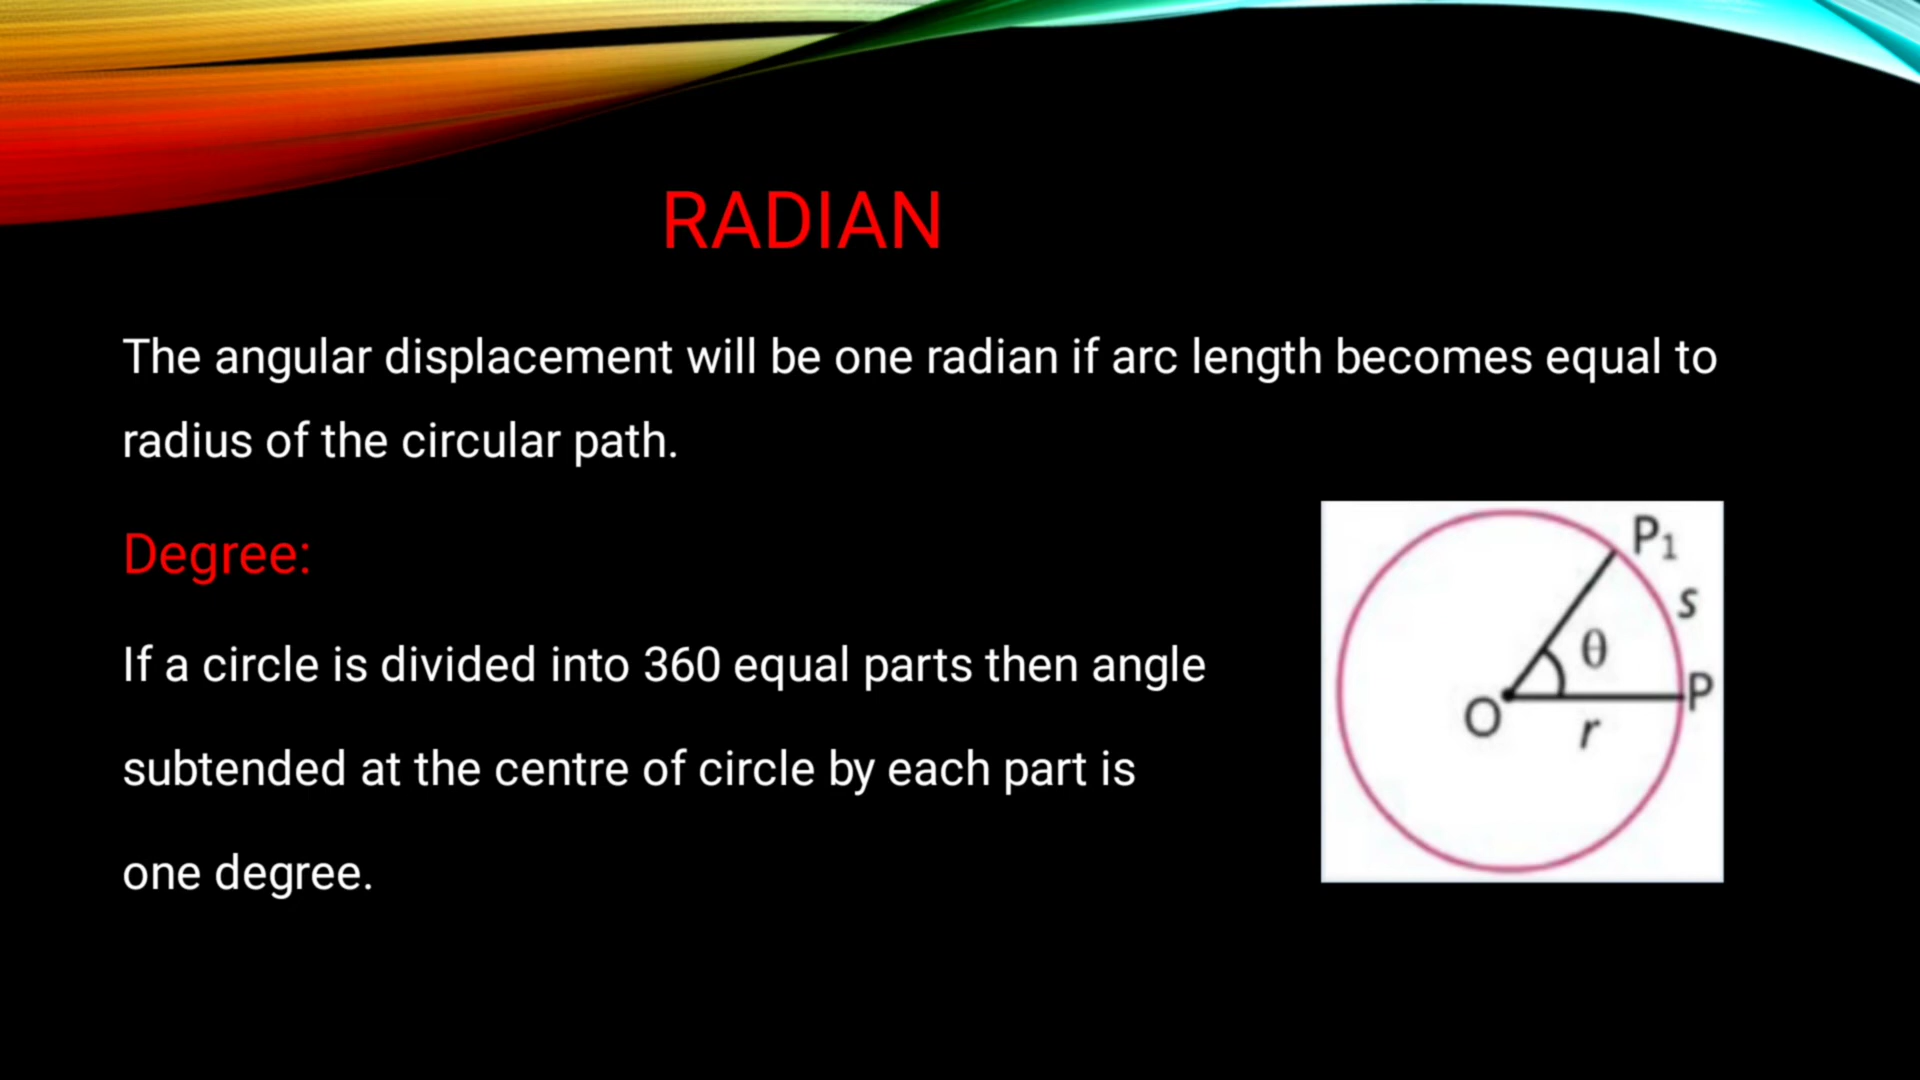 RADIAN
The angular displacement will be one radian if arc length becomes equal to
radius of the circular path.
Degree:
If a circle is divided into 360 equal parts then angle
subtended at the centre of circle by each part is
one degree.
P₁
s
θ
O
r
P